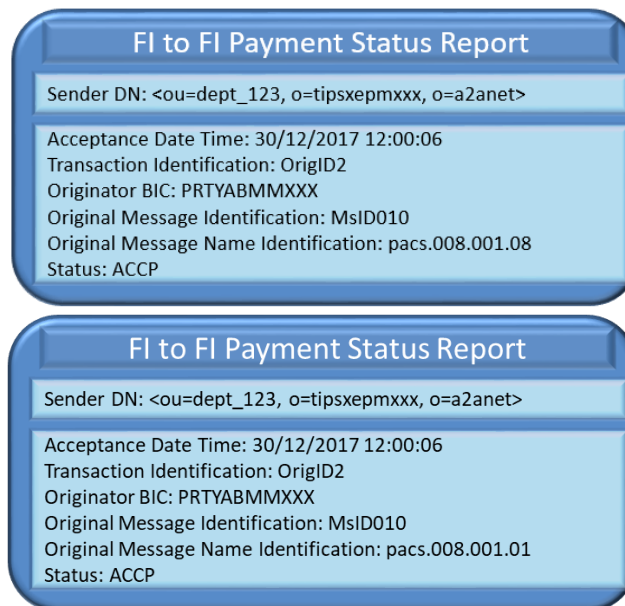 FI to FI Payment Status Report
Sender DN: <ou=dept_123, o=tipsxepmxxx, o=a2anet>
Acceptance Date Time: 30/12/2017 12:00:06
Transaction Identification: OrigID2
Originator BIC: PRTYABMMXXX
Original Message Identification: MsID010
Original Message Name Identification: pacs.008.001.08
Status: ACCP
FI to FI Payment Status Report
Sender DN: <ou=dept_123, o=tipsxepmxxx, o=a2anet>
Acceptance Date Time: 30/12/2017 12:00:06
Transaction Identification: OrigID2
Originator BIC: PRTYABMMXXX
Original Message Identification: MsID010
Original Message Name Identification: pacs.008.001.01
Status: ACCP